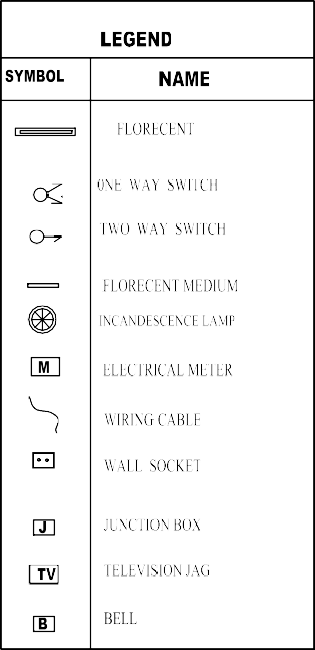 LEGEND
SYMBOL NAME
FLORECENT
ONE WAY SWITCH
TWO WAY SWITCH
FLORECENT MEDIUM
INCANDESCENCE LAMP
M ELECTRICAL METER
WIRING CABLE
WALL SOCKET
J JUNCTION BOX
TV TELEVISION JAG
B BELL